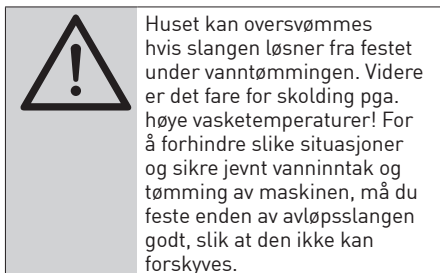 Huset kan oversvømmes
hvis slangen løsner fra festet
under vanntømmingen. Videre
er det fare for skolding pga.
høye vasketemperaturer! For
å forhindre slike situasjoner
og sikre jevnt vanninntak og
tømming av maskinen, må du
feste enden av avløpsslangen
godt, slik at den ikke kan
forskyves.